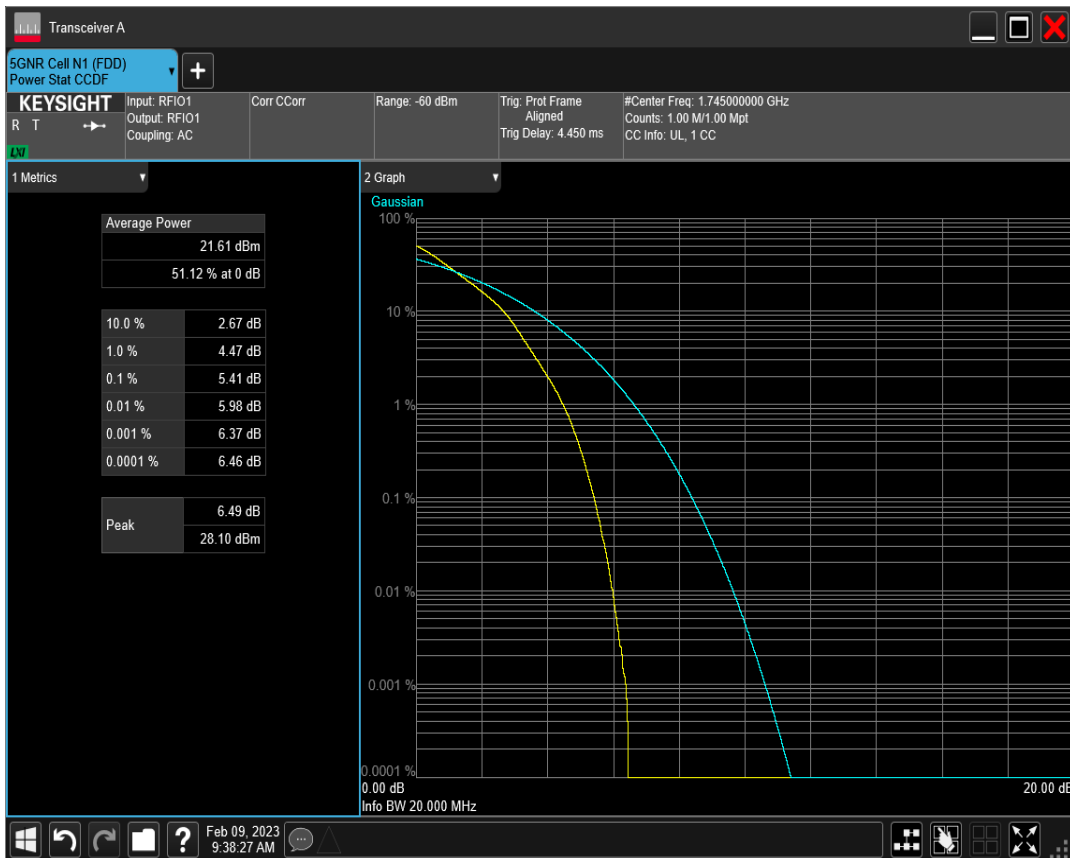 Transceiver A
5GNR Cell N1 (FDD)
Power Stat CCDF
KEYSIGHT
R T
LXI
Input: RFIO1
Output: RFIO1
Coupling: AC
Corr CCorr
Range: -60 dBm
Trig: Prot Frame
Aligned
Trig Delay: 4.450 ms
#Center Freq: 1.745000000 GHz
Counts: 1.00 M/1.00 Mpt
CC Info: UL, 1 CC
1 Metrics
Average Power
21.61 dBm
51.12 % at 0 dB
10.0 % 2.67 dB
1.0 % 4.47 dB
0.1 % 5.41 dB
0.01 % 5.98 dB
0.001 % 6.37 dB
0.0001 % 6.46 dB
Peak 6.49 dB
28.10 dBm
2 Graph
Gaussian
100 %
10 %
1 %
0.1 %
0.01 %
0.001 %
0.0001 %
0.00 dB 20.00 dB
Info BW 20.000 MHz
Feb 09, 2023
9:38:27 AM